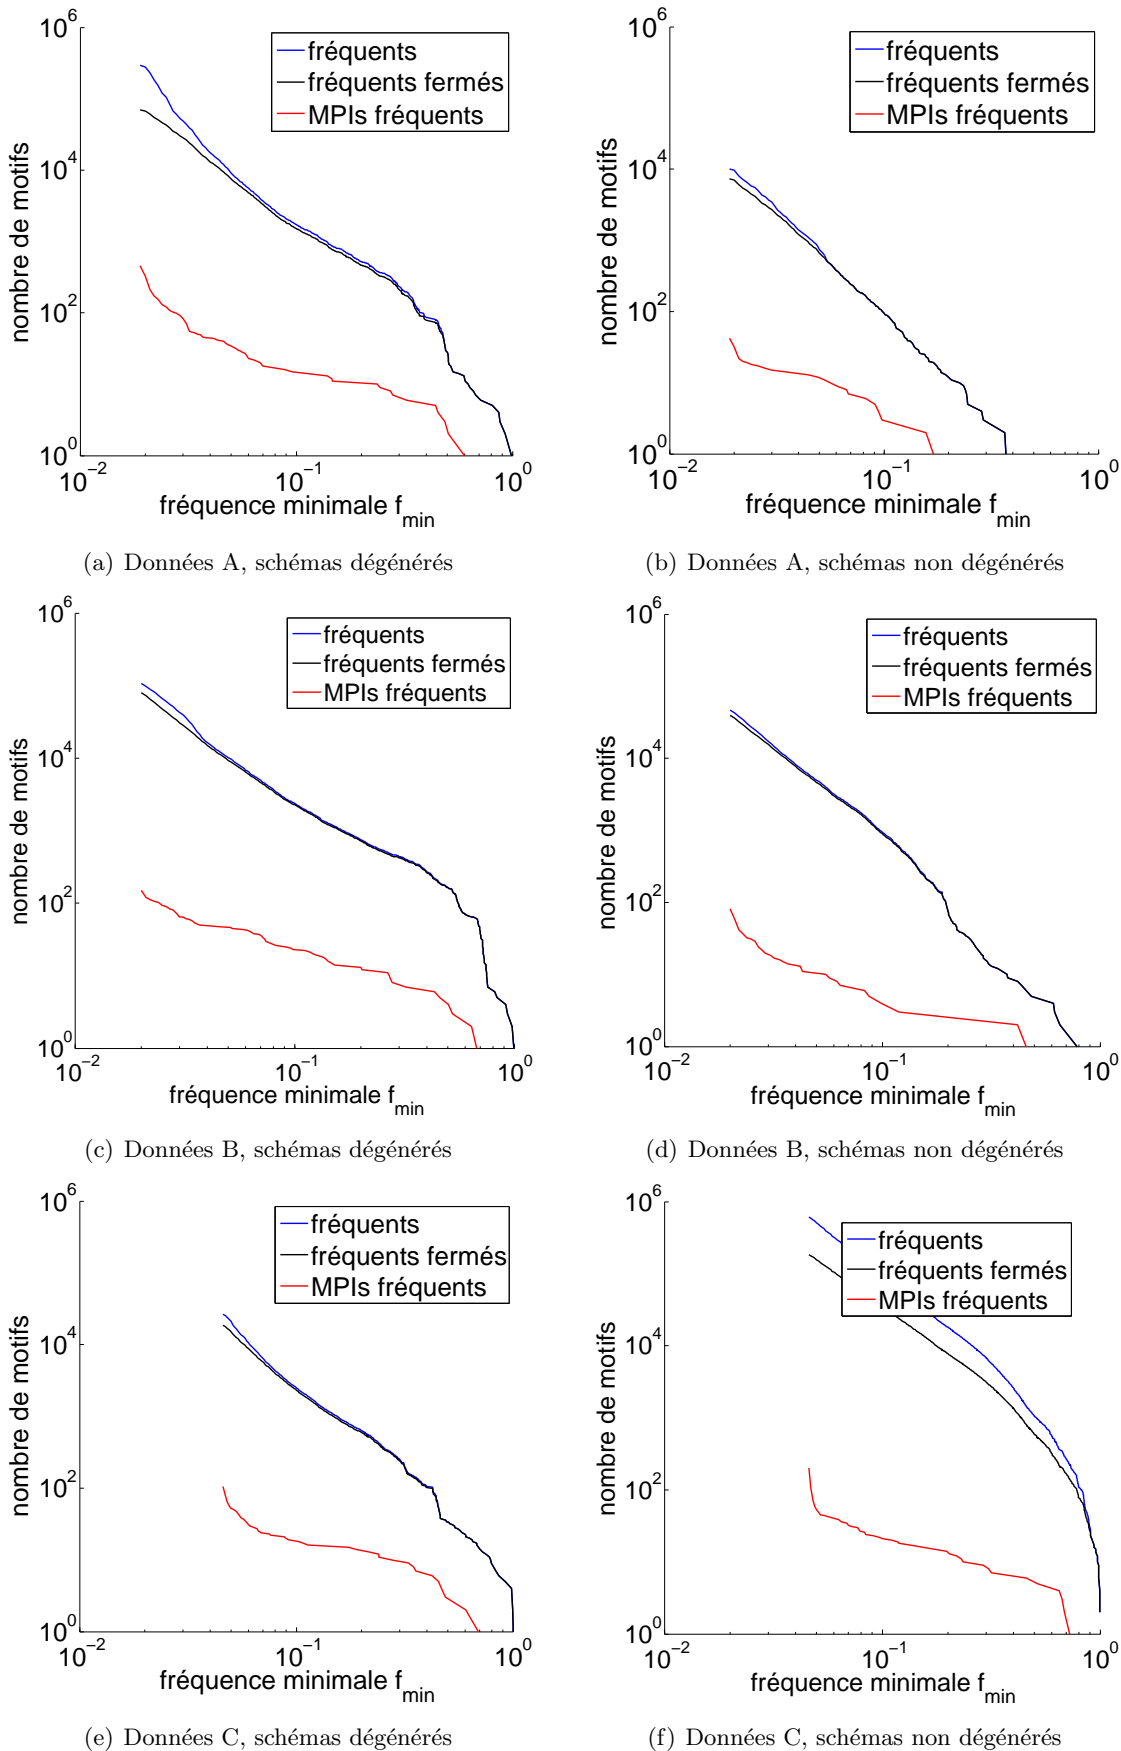 10^6
10^4
10^2
10^0
nombre de motifs
fréquents
fréquents fermés
MPIs fréquents
10^−2
10^−1
10^0
fréquence minimale f_min
(a) Données A, schémas dégénérés
10^6
10^4
10^2
10^0
nombre de motifs
fréquents
fréquents fermés
MPIs fréquents
10^−2
10^−1
10^0
fréquence minimale f_min
(b) Données A, schémas non dégénérés
10^6
10^4
10^2
10^0
nombre de motifs
fréquents
fréquents fermés
MPIs fréquents
10^−2
10^−1
10^0
fréquence minimale f_min
(c) Données B, schémas dégénérés
10^6
10^4
10^2
10^0
nombre de motifs
fréquents
fréquents fermés
MPIs fréquents
10^−2
10^−1
10^0
fréquence minimale f_min
(d) Données B, schémas non dégénérés
10^6
10^4
10^2
10^0
nombre de motifs
fréquents
fréquents fermés
MPIs fréquents
10^−2
10^−1
10^0
fréquence minimale f_min
(e) Données C, schémas dégénérés
10^6
10^4
10^2
10^0
nombre de motifs
fréquents
fréquents fermés
MPIs fréquents
10^−2
10^−1
10^0
fréquence minimale f_min
(f) Données C, schémas non dégénérés